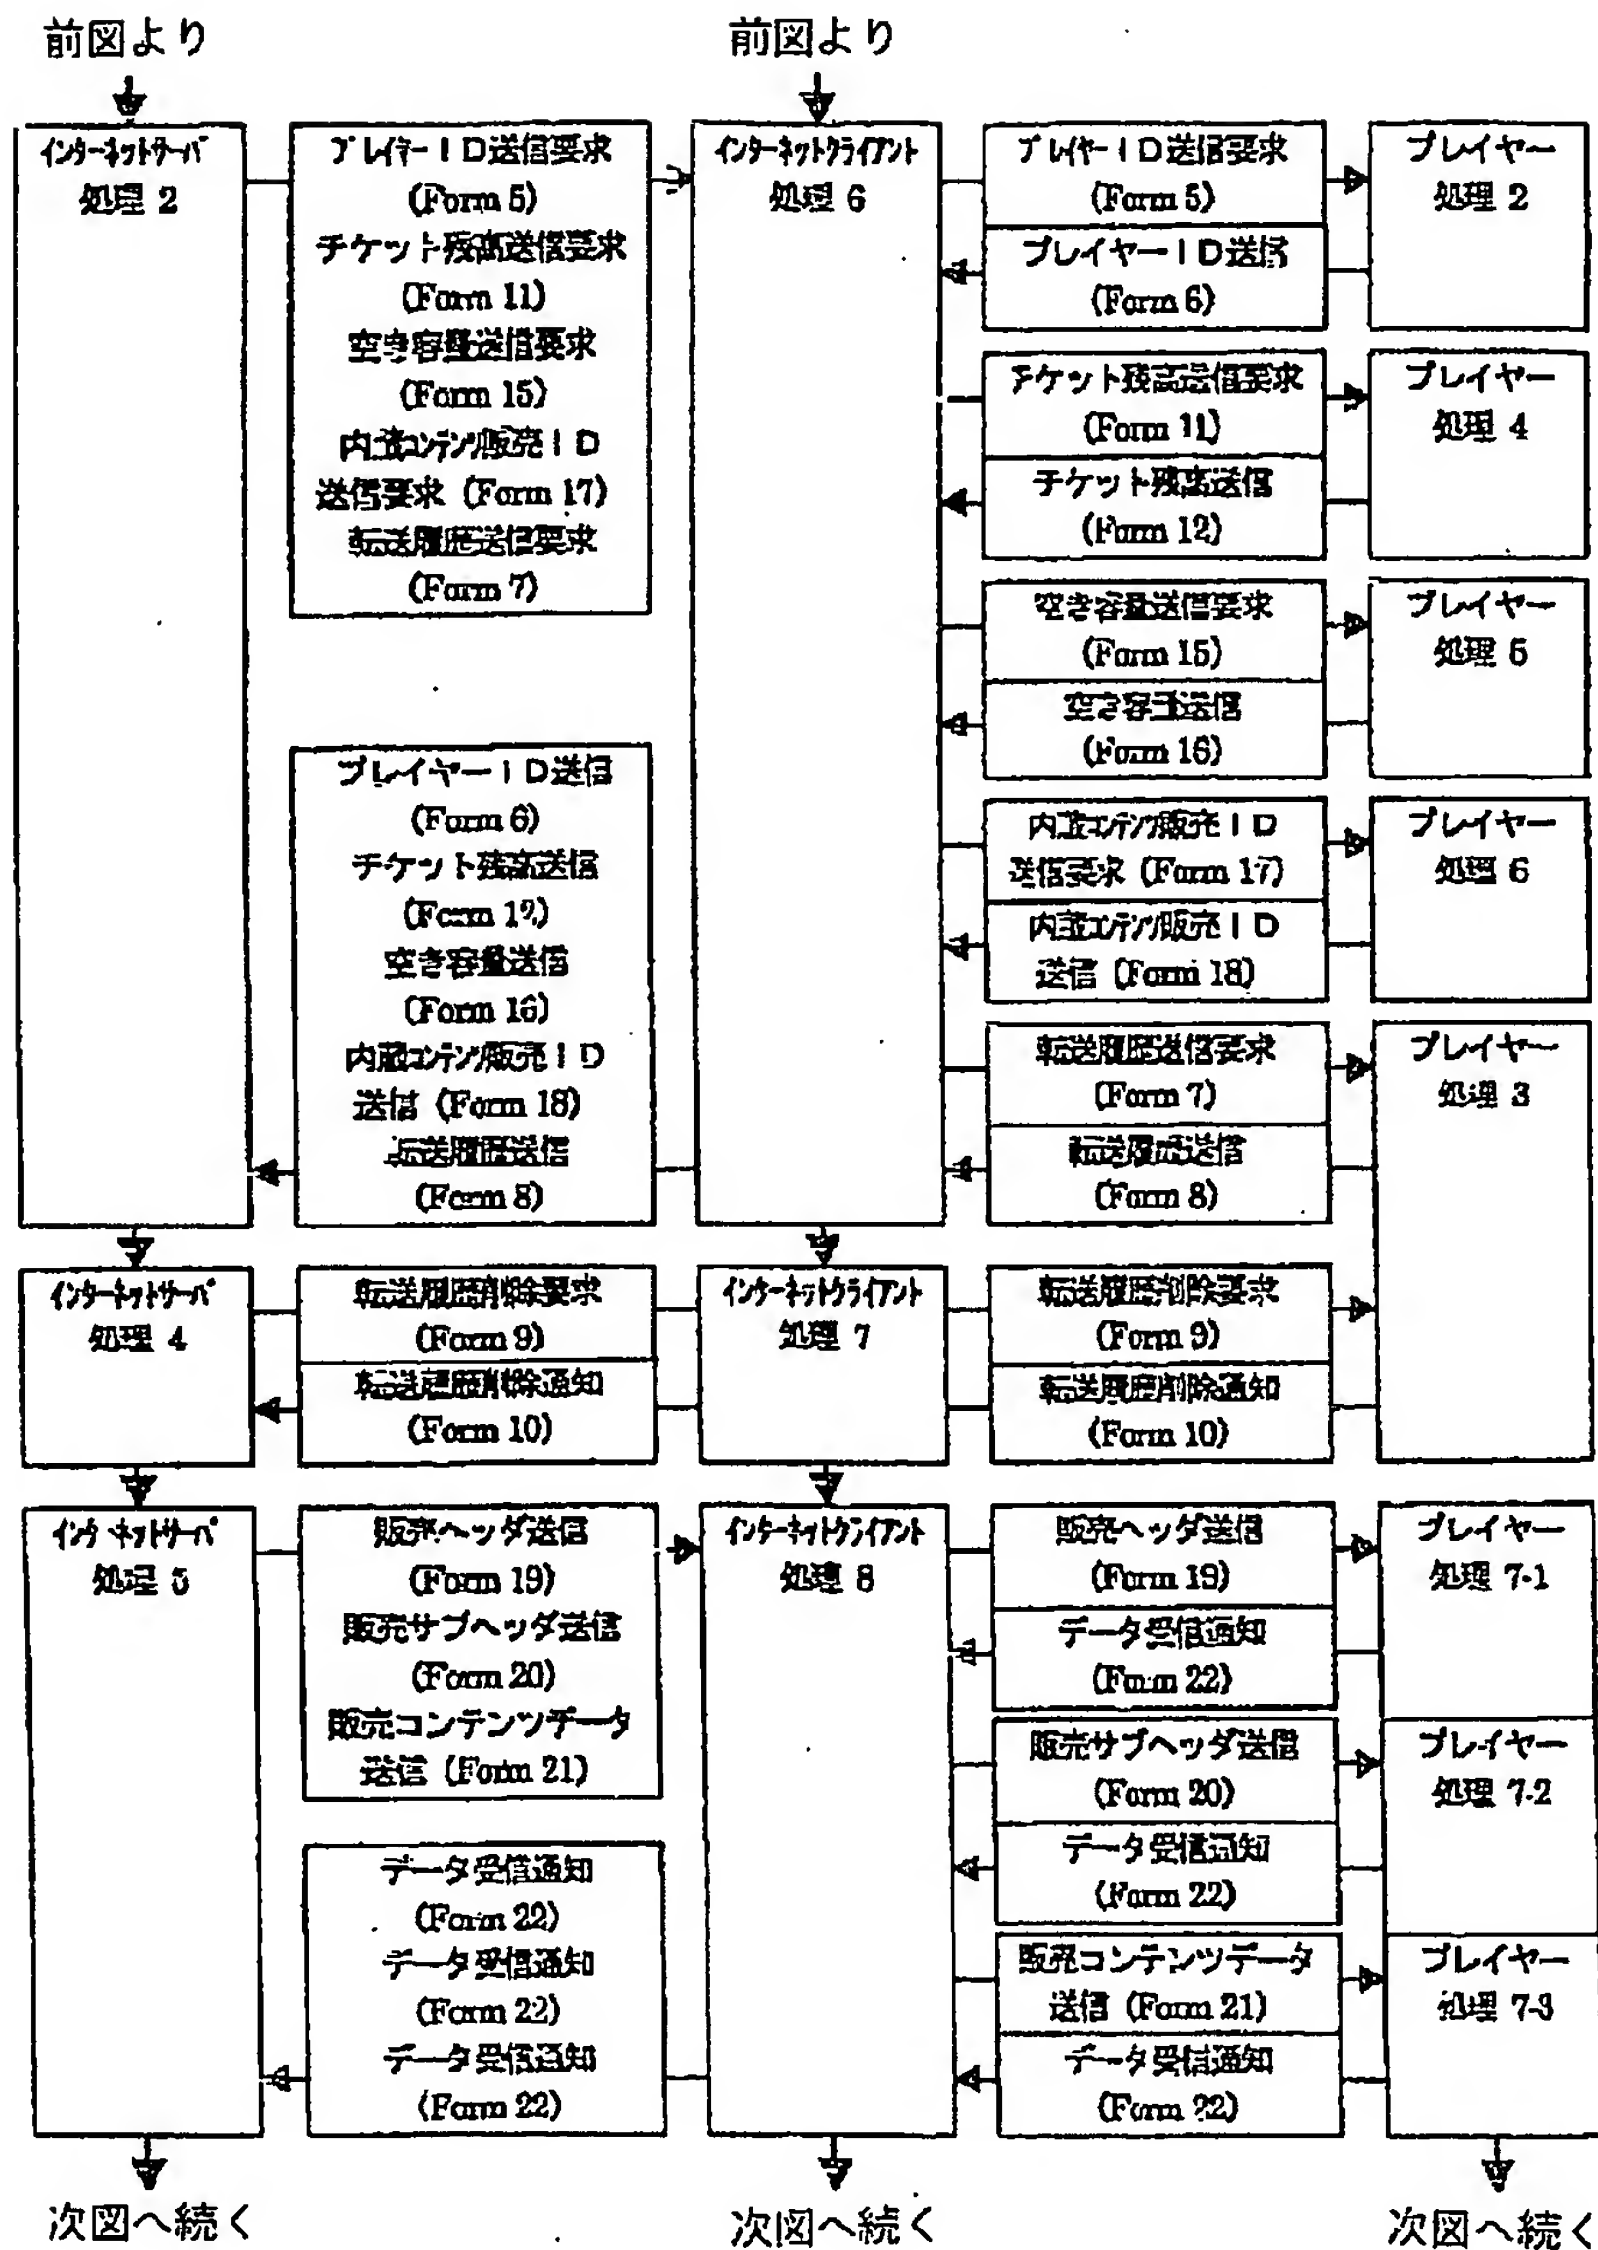 前図より
前図より
インターネットサーバ
処理 2
プレイヤーID送信要求
(Form 5)
チケット残高送信要求
(Form 11)
空き容量送信要求
(Form 15)
内蔵コンテンツ販売ID
送信要求 (Form 17)
転送履歴送信要求
(Form 7)
プレイヤーID送信
(Form 6)
チケット残高送信
(Form 12)
空き容量送信
(Form 16)
内蔵コンテンツ販売ID
送信 (Form 18)
転送履歴送信
(Form 8)
インターネットクライアント
処理 6
プレイヤーID送信要求
(Form 5)
プレイヤーID送信
(Form 6)
プレイヤー
処理 2
チケット残高送信要求
(Form 11)
チケット残高送信
(Form 12)
プレイヤー
処理 4
空き容量送信要求
(Form 15)
空き容量送信
(Form 16)
プレイヤー
処理 5
内蔵コンテンツ販売ID
送信要求 (Form 17)
内蔵コンテンツ販売ID
送信 (Form 18)
プレイヤー
処理 6
転送履歴送信要求
(Form 7)
転送履歴送信
(Form 8)
プレイヤー
処理 3
インターネットサーバ
処理 4
転送履歴削除要求
(Form 9)
転送履歴削除通知
(Form 10)
インターネットクライアント
処理 7
転送履歴削除要求
(Form 9)
転送履歴削除通知
(Form 10)
インターネットサーバ
処理 5
販売ヘッダ送信
(Form 19)
販売サブヘッダ送信
(Form 20)
販売コンテンツデータ
送信 (Form 21)
データ受信通知
(Form 22)
データ受信通知
(Form 22)
データ受信通知
(Form 22)
インターネットクライアント
処理 8
販売ヘッダ送信
(Form 19)
データ受信通知
(Form 22)
プレイヤー
処理 7-1
販売サブヘッダ送信
(Form 20)
データ受信通知
(Form 22)
プレイヤー
処理 7-2
販売コンテンツデータ
送信 (Form 21)
データ受信通知
(Form 22)
プレイヤー
処理 7-3
次図へ続く
次図へ続く
次図へ続く